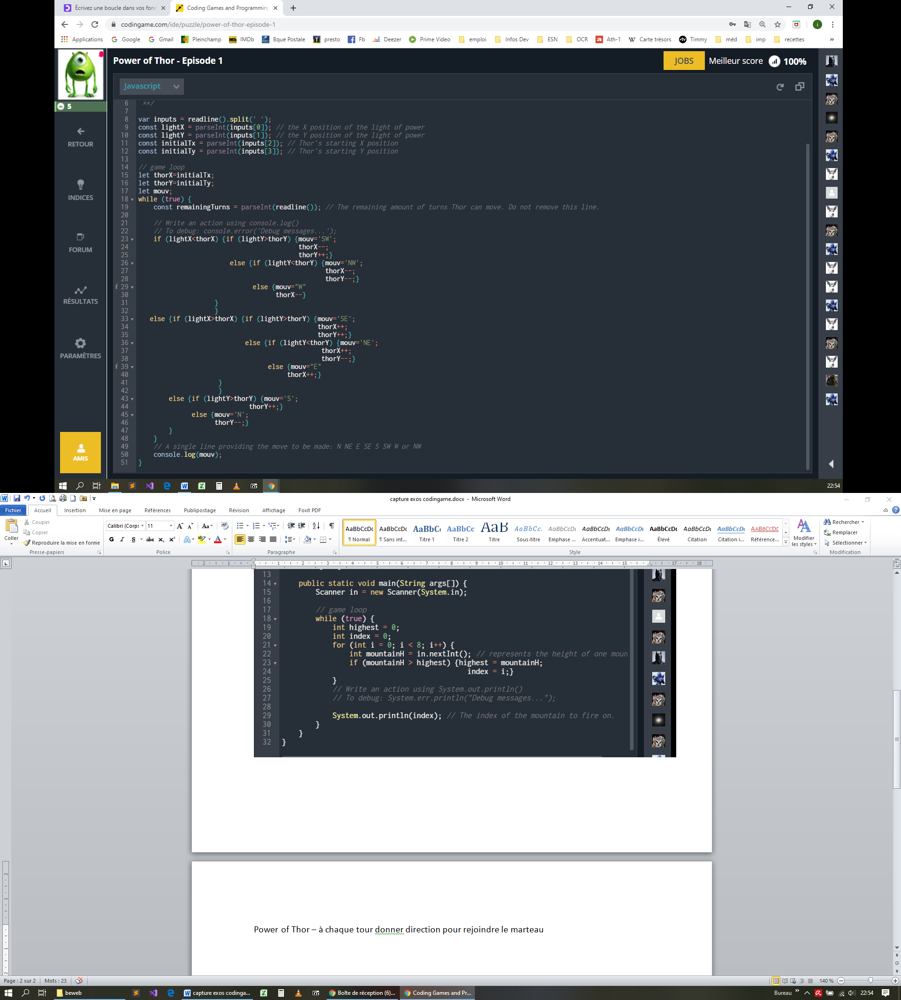 Écrivez une boucle dans vos fonc
Coding Games and Programming
codingame.com/ide/puzzle/power-of-thor-episode-1
Applications Google Gmail Pleinchamp IMDb Bque Postale presto Fb Deezer Prime Video emploi Infos Dev ESN OCR Ath-1 Carte trésors Timmy méd imp recettes »
Power of Thor - Episode 1
JOBS Meilleur score 100%
Javascript
5
RETOUR
INDICES
FORUM
RÉSULTATS
PARAMÈTRES
AMIS
6 **/
7
8 var inputs = readline().split(' ');
9 const lightX = parseInt(inputs[0]); // the X position of the light of power
10 const lightY = parseInt(inputs[1]); // the Y position of the light of power
11 const initialTx = parseInt(inputs[2]); // Thor's starting X position
12 const initialTy = parseInt(inputs[3]); // Thor's starting Y position
13
14 // game loop
15 let thorX=initialTx;
16 let thorY=initialTy;
17 let mouv;
18 while (true) {
19 const remainingTurns = parseInt(readline()); // The remaining amount of turns Thor can move. Do not remove this line.
20
21 // Write an action using console.log()
22 // To debug: console.error('Debug messages...');
23 if (lightX<thorX) {if (lightY>thorY) {mouv='SW';
24 thorX--;
25 thorY++;}
26 else {if (lightY<thorY) {mouv='NW';
27 thorX--;
28 thorY--;}
29 else {mouv="W"
30 thorX--}
31 }
32 }
33 else {if (lightX>thorX) {if (lightY>thorY) {mouv='SE';
34 thorX++;
35 thorY++;}
36 else {if (lightY<thorY) {mouv='NE';
37 thorX++;
38 thorY--;}
39 else {mouv="E"
40 thorX++;}
41 }
42 }
43 else {if (lightY>thorY) {mouv='S';
44 thorY++;}
45 else {mouv='N';
46 thorY--;}
47 }
48 }
49 // A single line providing the move to be made: N NE E SE S SW W or NW
50 console.log(mouv);
51 }
22:54
capture exos codingame.docx - Microsoft Word
Fichier Accueil Insertion Mise en page Références Publipostage Révision Affichage Foxit PDF
Coller
Couper
Copier
Reproduire la mise en forme
Presse-papiers
Calibri (Corps 11
Police
Paragraphe
AaBbCcDc AaBbCcDc AaBbC AaBbCc AaB AaBbCc. AaBbCcDc AaBbCcDc AaBbCcDc AaBbCcDc AaBbCcDc AaBbCcDc AABBCCDE
¶ Normal ¶ Sans int... Titre 1 Titre 2 Titre Sous-titre Emphase ... Accentuat... Emphase i... Élevé Citation Citation i... Référence...
Style
Modifier les styles
Rechercher
Remplacer
Sélectionner
Modification
2 1 1 2 3 4 5 6 7 8 9 10 11 12 13 14 15 17 18
13
14 public static void main(String args[]) {
15 Scanner in = new Scanner(System.in);
16
17 // game loop
18 while (true) {
19 int highest = 0;
20 int index = 0;
21 for (int i = 0; i < 8; i++) {
22 int mountainH = in.nextInt(); // represents the height of one moun
23 if (mountainH > highest) {highest = mountainH;
24 index = i;}
25 }
26 // Write an action using System.out.println()
27 // To debug: System.err.println("Debug messages...");
28
29 System.out.println(index); // The index of the mountain to fire on.
30 }
31 }
32 }
Power of Thor – à chaque tour donner direction pour rejoindre le marteau
Page : 2 sur 2 Mots : 23 140 %
beweb capture exos codinga... Boîte de réception (6)... Coding Games and Pr... Bureau » 22:54